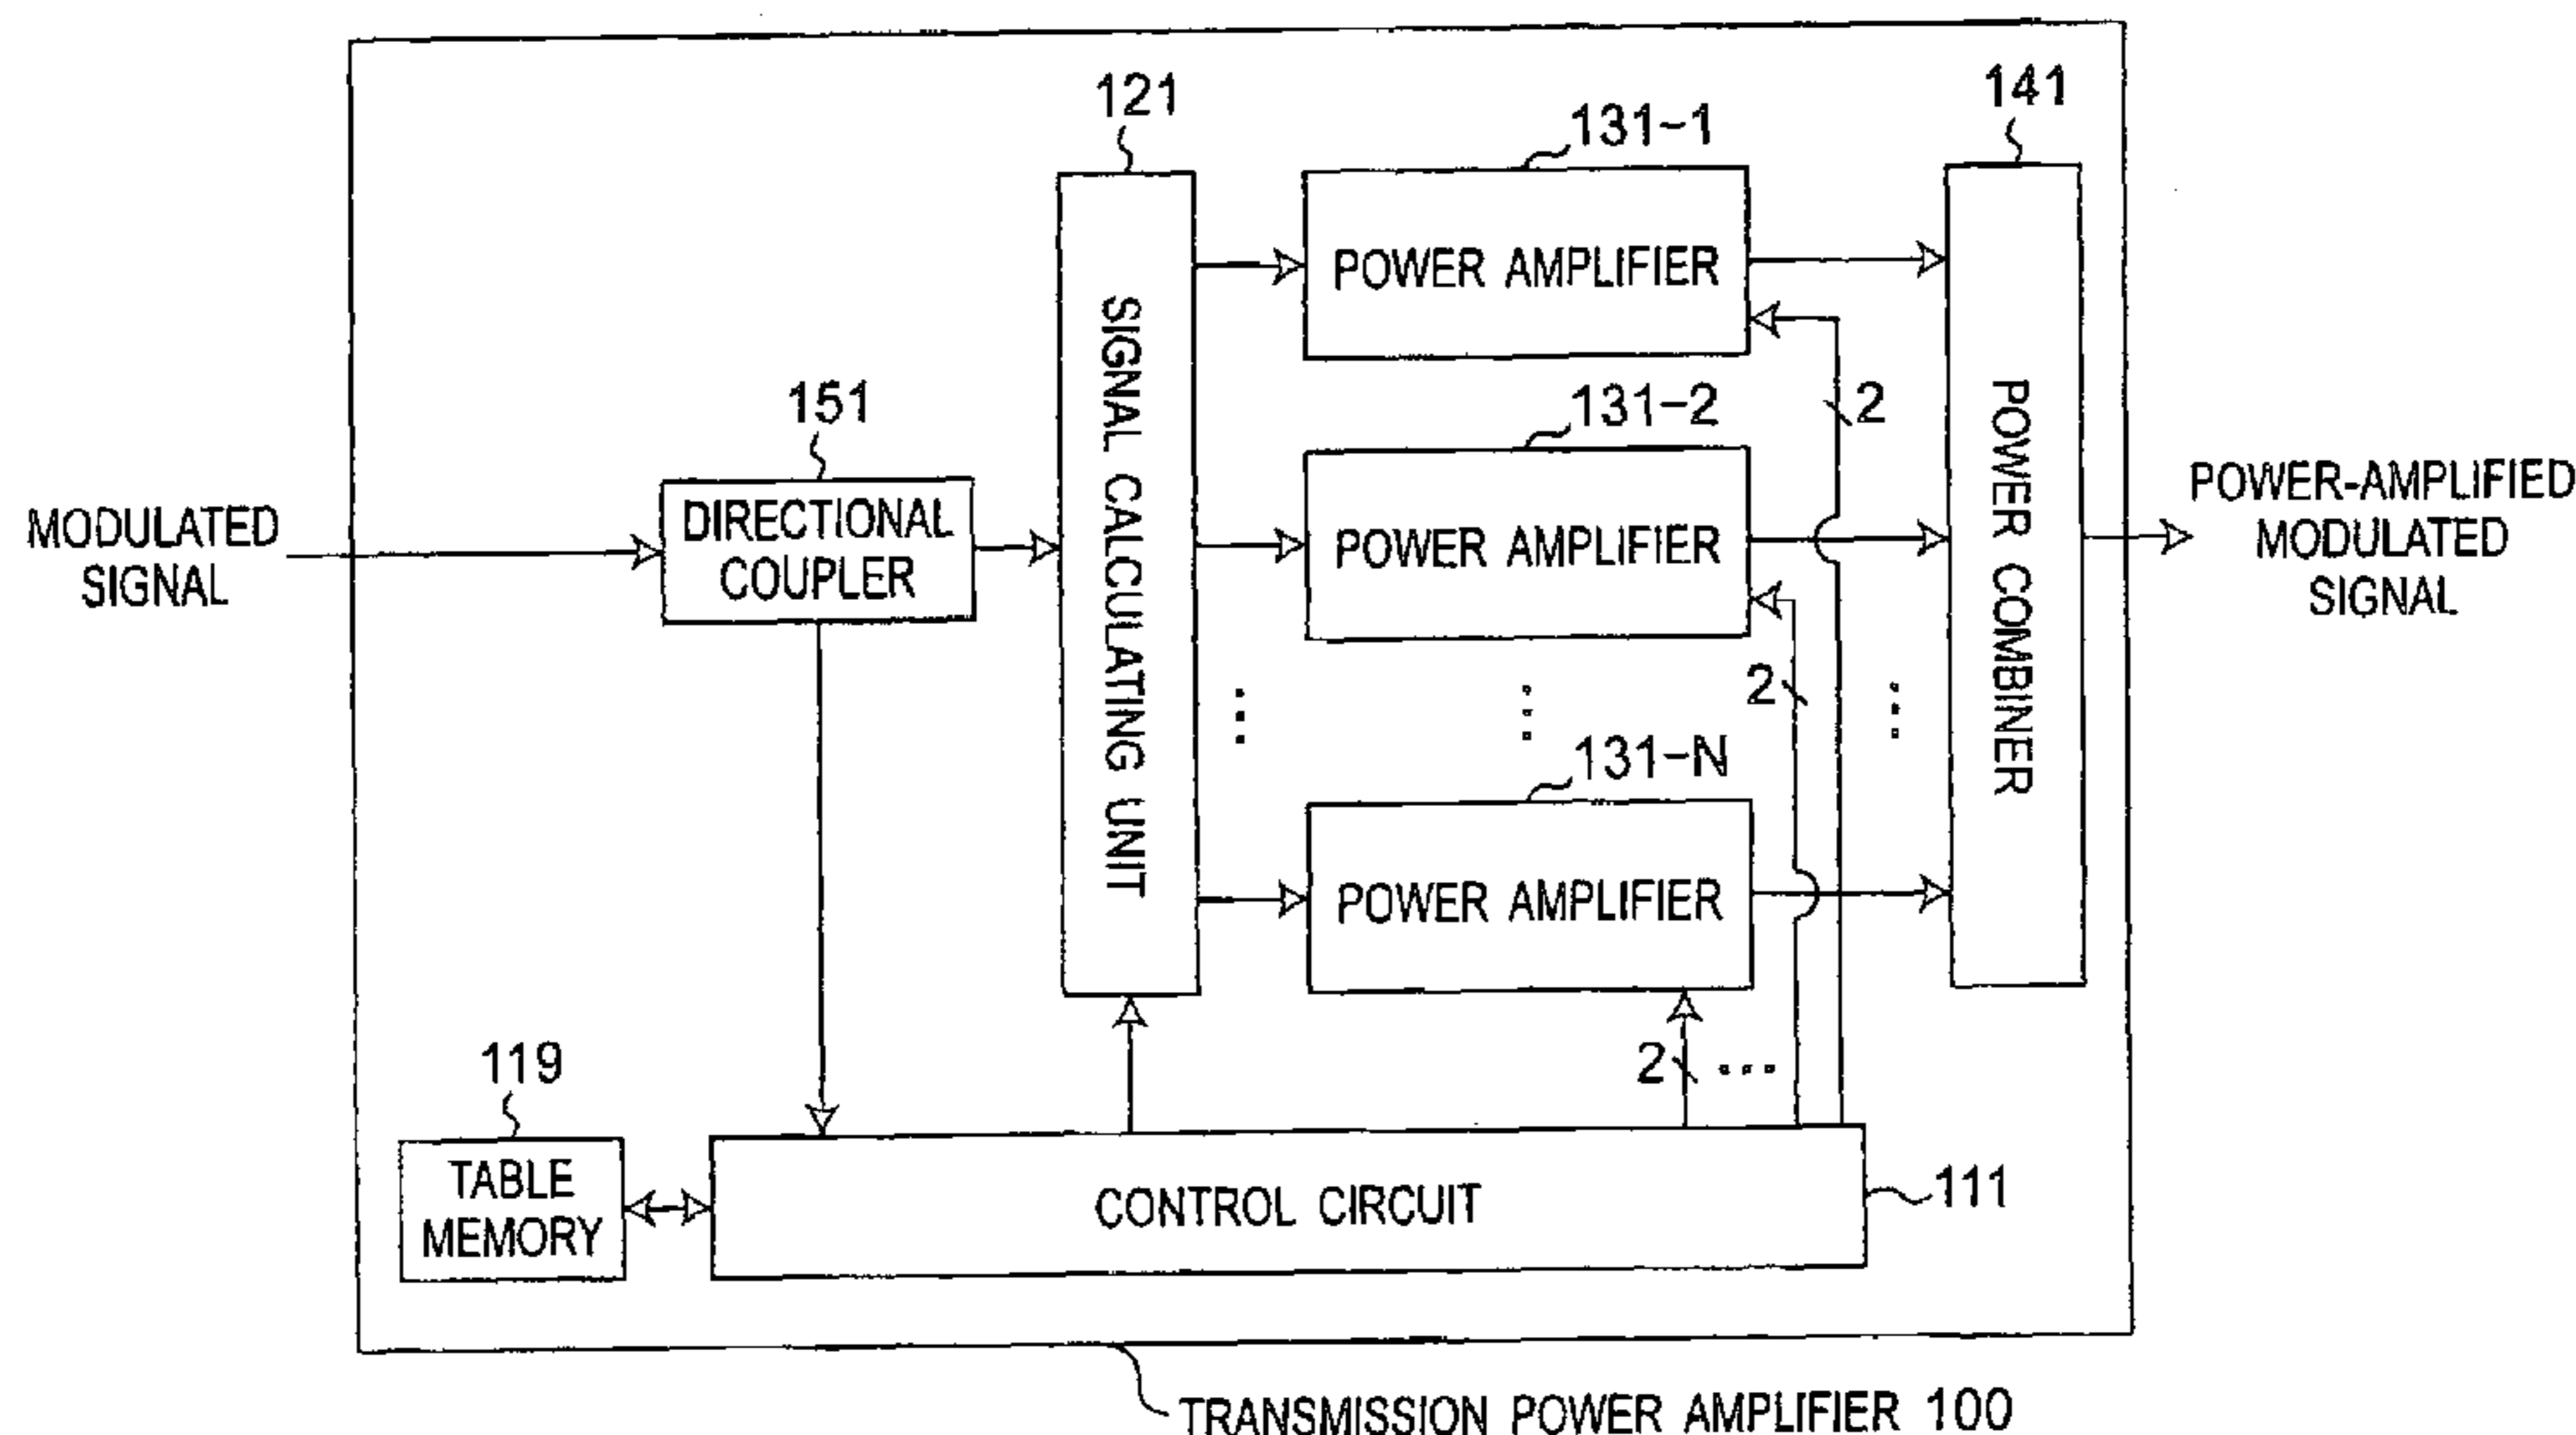 121
131-1
141
POWER AMPLIFIER
151
131-2
2
MODULATED
SIGNAL
DIRECTIONAL
COUPLER
SIGNAL CALCULATING UNIT
POWER AMPLIFIER
POWER COMBINER
POWER-AMPLIFIED
MODULATED
SIGNAL
2
131-N
POWER AMPLIFIER
119
2
TABLE
MEMORY
CONTROL CIRCUIT
111
TRANSMISSION POWER AMPLIFIER 100